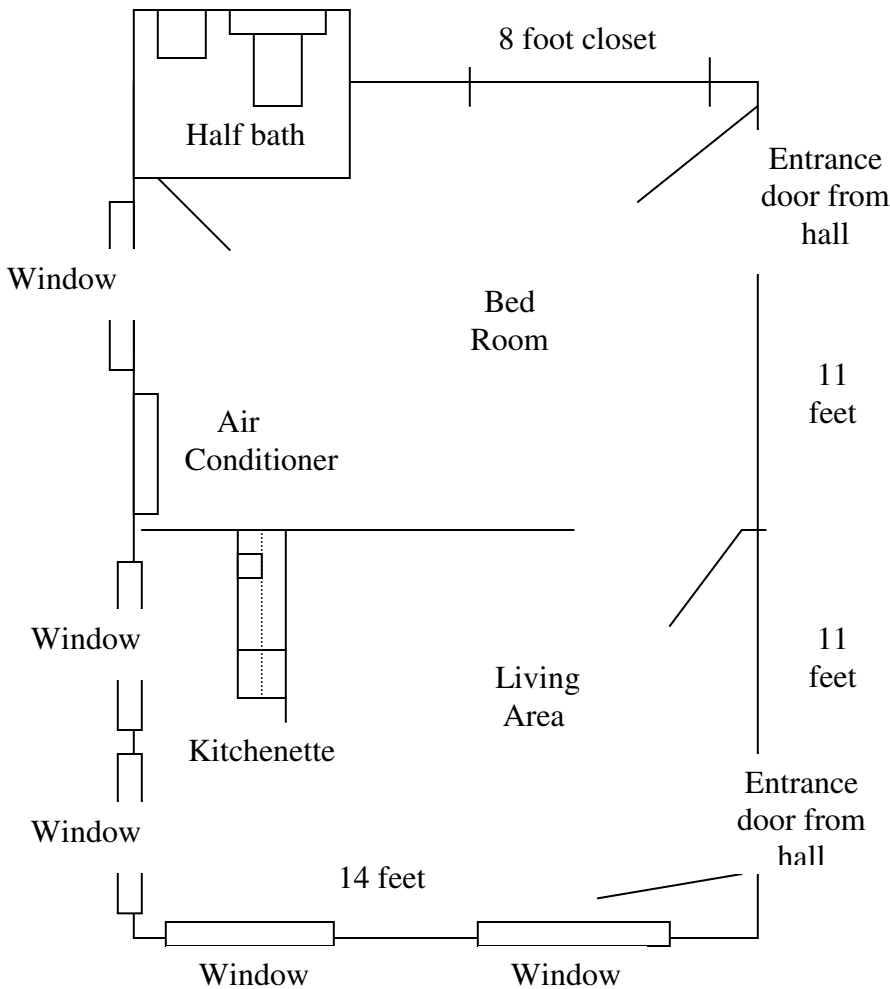 8 foot closet
Half bath
Entrance
door from
hall
Window
Bed
Room
11
feet
Air
Conditioner
Window
11
feet
Living
Area
Kitchenette
Entrance
door from
hall
Window
14 feet
Window
Window